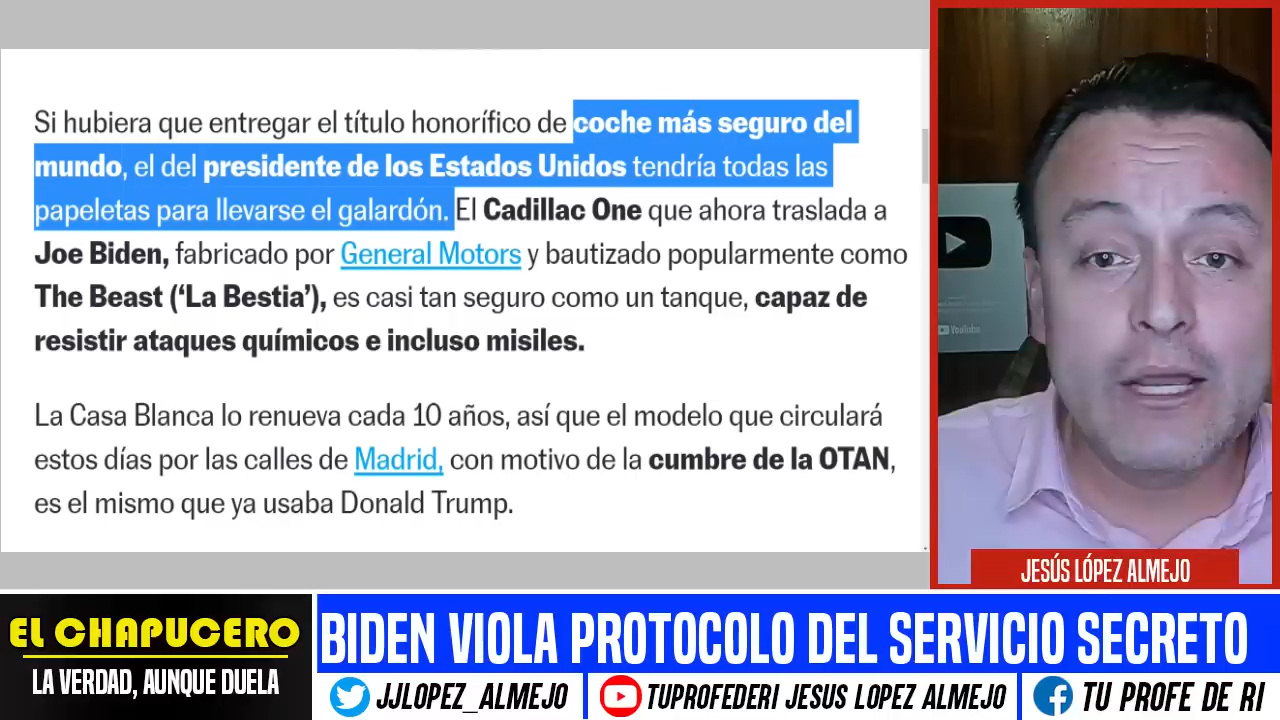 Si hubiera que entregar el título honorífico de coche más seguro del
mundo, el del presidente de los Estados Unidos tendría todas las
papeletas para llevarse el galardón. El Cadillac One que ahora traslada a
Joe Biden, fabricado por General Motors y bautizado popularmente como
The Beast (‘La Bestia’), es casi tan seguro como un tanque, capaz de
resistir ataques químicos e incluso misiles.
La Casa Blanca lo renueva cada 10 años, así que el modelo que circulará
estos días por las calles de Madrid, con motivo de la cumbre de la OTAN,
es el mismo que ya usaba Donald Trump.
YouTube
JESÚS LÓPEZ ALMEJO
EL CHAPUCERO
LA VERDAD, AUNQUE DUELA
BIDEN VIOLA PROTOCOLO DEL SERVICIO SECRETO
JJLOPEZ_ALMEJO
TUPROFEDERI JESUS LOPEZ ALMEJO
TU PROFE DE RI